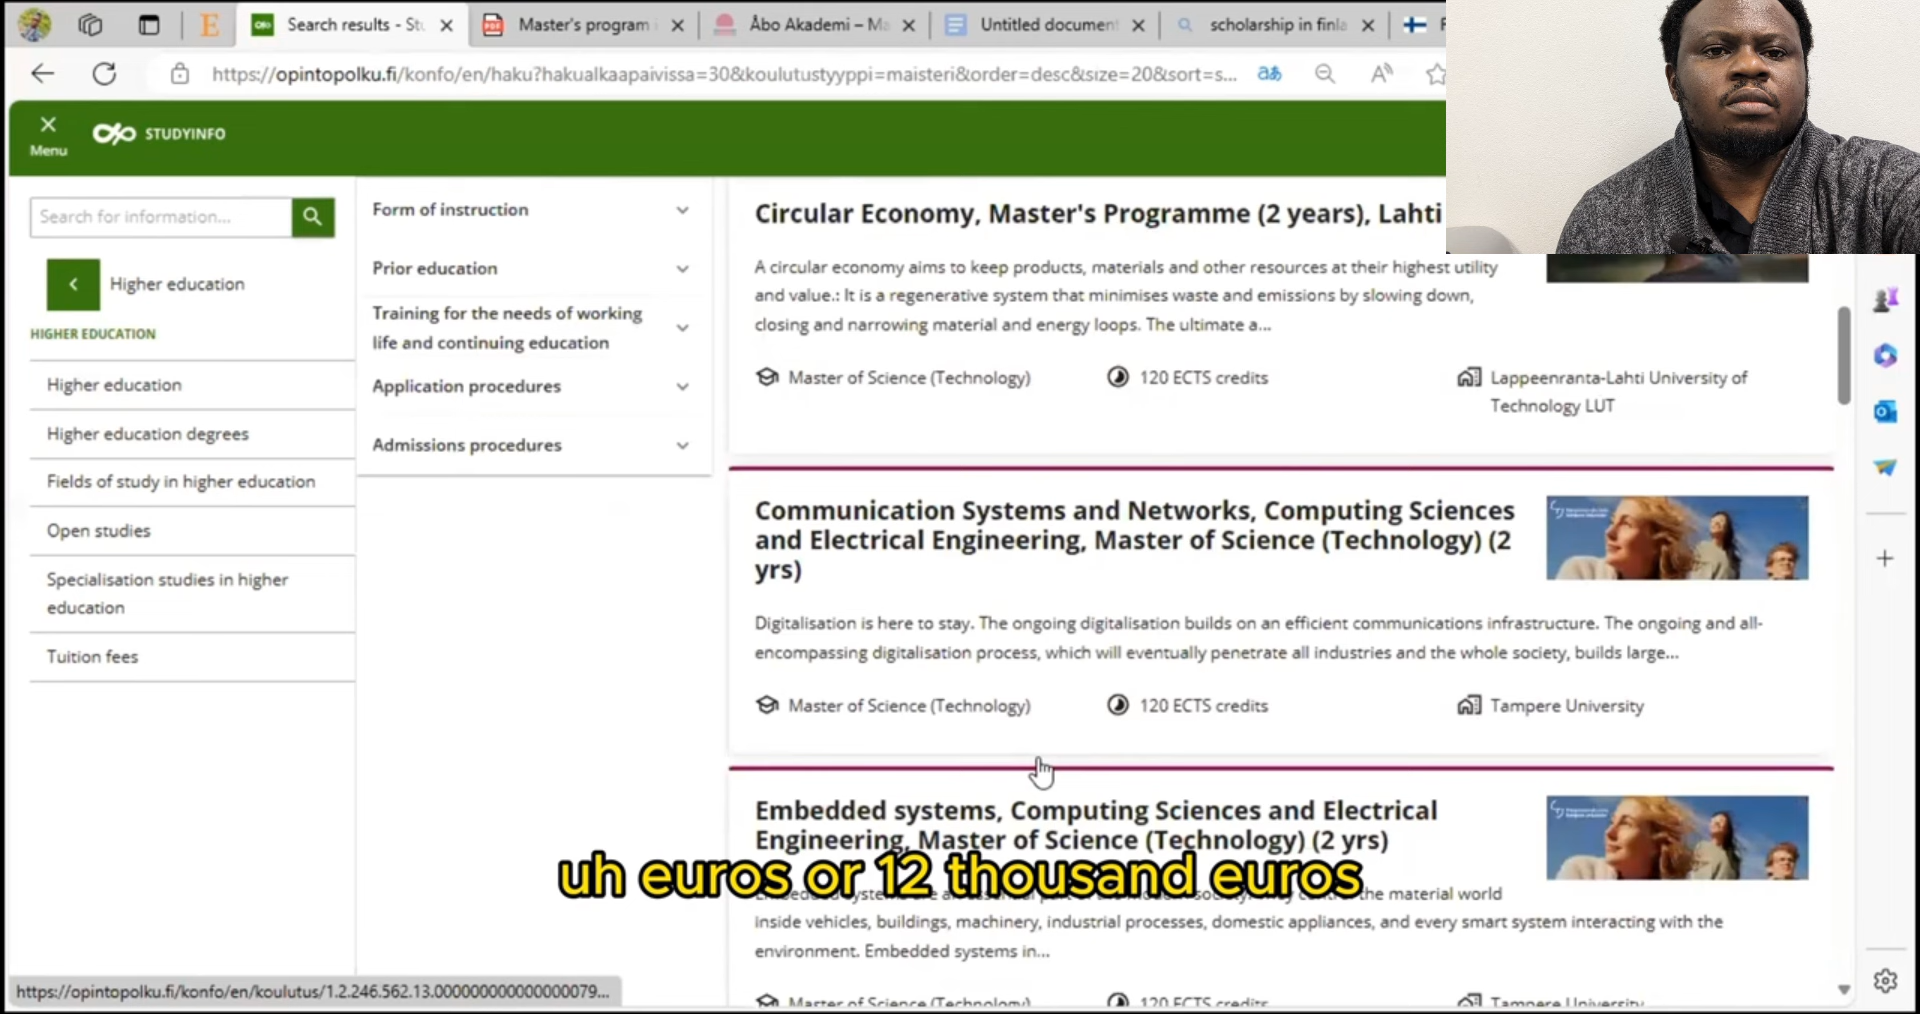 Search results - Stu
Master's program i
Åbo Akademi – Ma
Untitled document
scholarship in finla
https://opintopolku.fi/konfo/en/haku?hakualkaapaivissa=30&koulutustyyppi=maisteri&order=desc&size=20&sort=s...
Menu
STUDYINFO
Search for information...
Higher education
HIGHER EDUCATION
Higher education
Higher education degrees
Fields of study in higher education
Open studies
Specialisation studies in higher
education
Tuition fees
Form of instruction
Prior education
Training for the needs of working
life and continuing education
Application procedures
Admissions procedures
Circular Economy, Master's Programme (2 years), Lahti
A circular economy aims to keep products, materials and other resources at their highest utility
and value.: It is a regenerative system that minimises waste and emissions by slowing down,
closing and narrowing material and energy loops. The ultimate a...
Master of Science (Technology)
120 ECTS credits
Lappeenranta-Lahti University of
Technology LUT
Communication Systems and Networks, Computing Sciences
and Electrical Engineering, Master of Science (Technology) (2
yrs)
Digitalisation is here to stay. The ongoing digitalisation builds on an efficient communications infrastructure. The ongoing and all-
encompassing digitalisation process, which will eventually penetrate all industries and the whole society, builds large...
Master of Science (Technology)
120 ECTS credits
Tampere University
Embedded systems, Computing Sciences and Electrical
Engineering, Master of Science (Technology) (2 yrs)
uh euros or 12 thousand euros
the material world
inside vehicles, buildings, machinery, industrial processes, domestic appliances, and every smart system interacting with the
environment. Embedded systems in...
Master of Science (Technology)
120 ECTS credits
Tampere University
https://opintopolku.fi/konfo/en/koulutus/1.2.246.562.13.00000000000000000079...